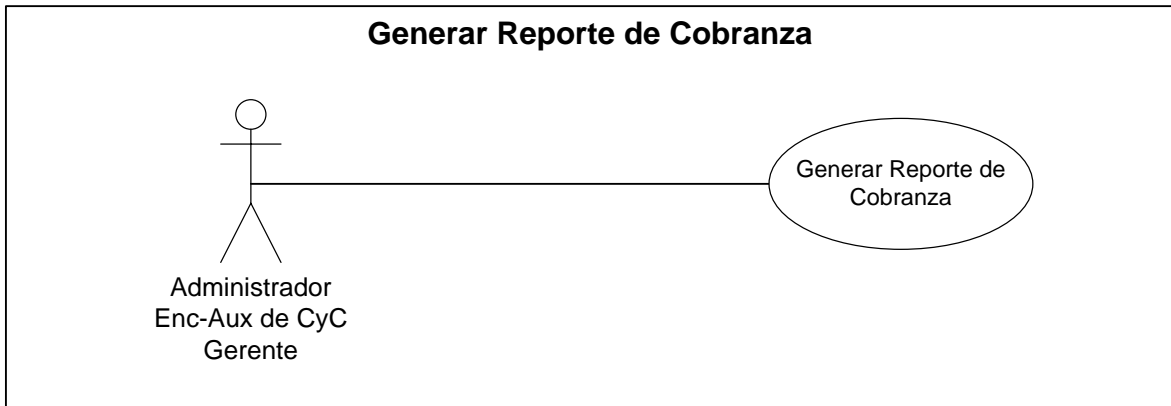 Generar Reporte de Cobranza
Generar Reporte de
Cobranza
Administrador
Enc-Aux de CyC
Gerente